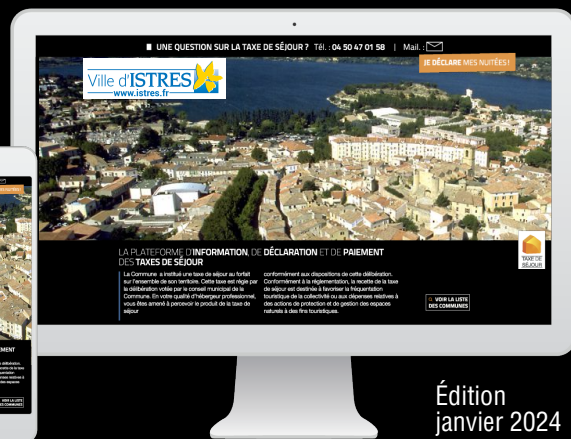 UNE QUESTION SUR LA TAXE DE SÉJOUR ? Tél. : 04 50 47 01 58 | Mail. :
JE DÉCLARE MES NUITÉES !
Ville d'ISTRES
www.istres.fr
LA PLATEFORME D'INFORMATION, DE DÉCLARATION ET DE PAIEMENT
DES TAXES DE SÉJOUR
La Commune a institué une taxe de séjour au forfait
sur l'ensemble de son territoire. Cette taxe est régie par
la délibération votée par le conseil municipal de la
Commune. En votre qualité d'hébergeur professionnel,
vous êtes amené à percevoir le produit de la taxe de
séjour
conformément aux dispositions de cette délibération.
Conformément à la réglementation, la recette de la taxe
de séjour est destinée à favoriser la fréquentation
touristique de la collectivité ou aux dépenses relatives à
des actions de protection et de gestion des espaces
naturels à des fins touristiques.
TAXE DE
SÉJOUR
VOIR LA LISTE
DES COMMUNES
Édition
janvier 2024